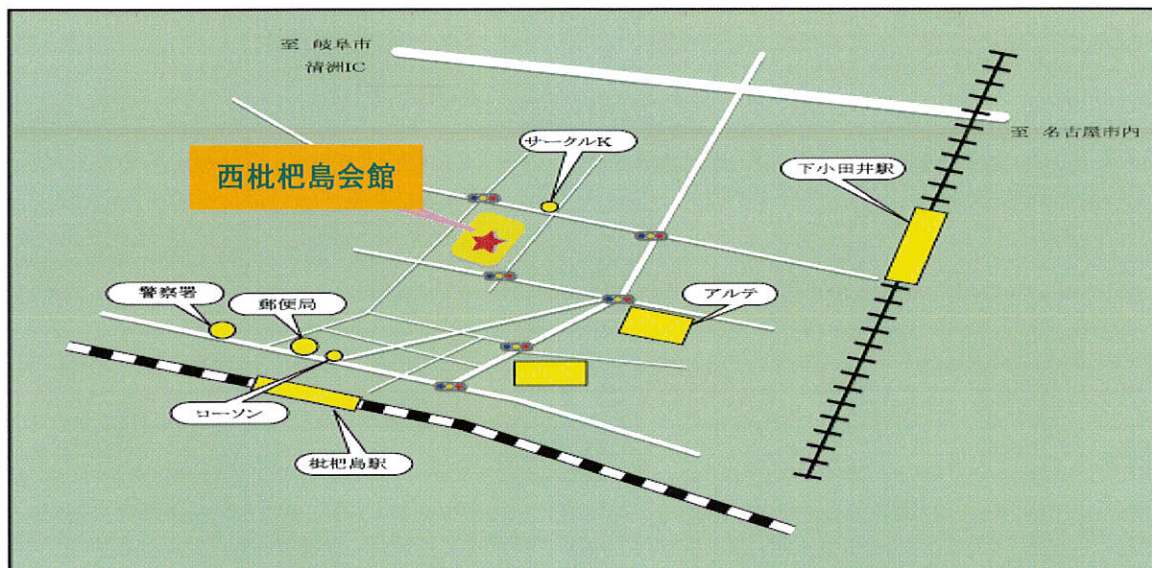 至 岐阜市
清洲IC
至 名古屋市内
サークルK
下小田井駅
西枇杷島会館
警察署
郵便局
アルテ
ローソン
枇杷島駅